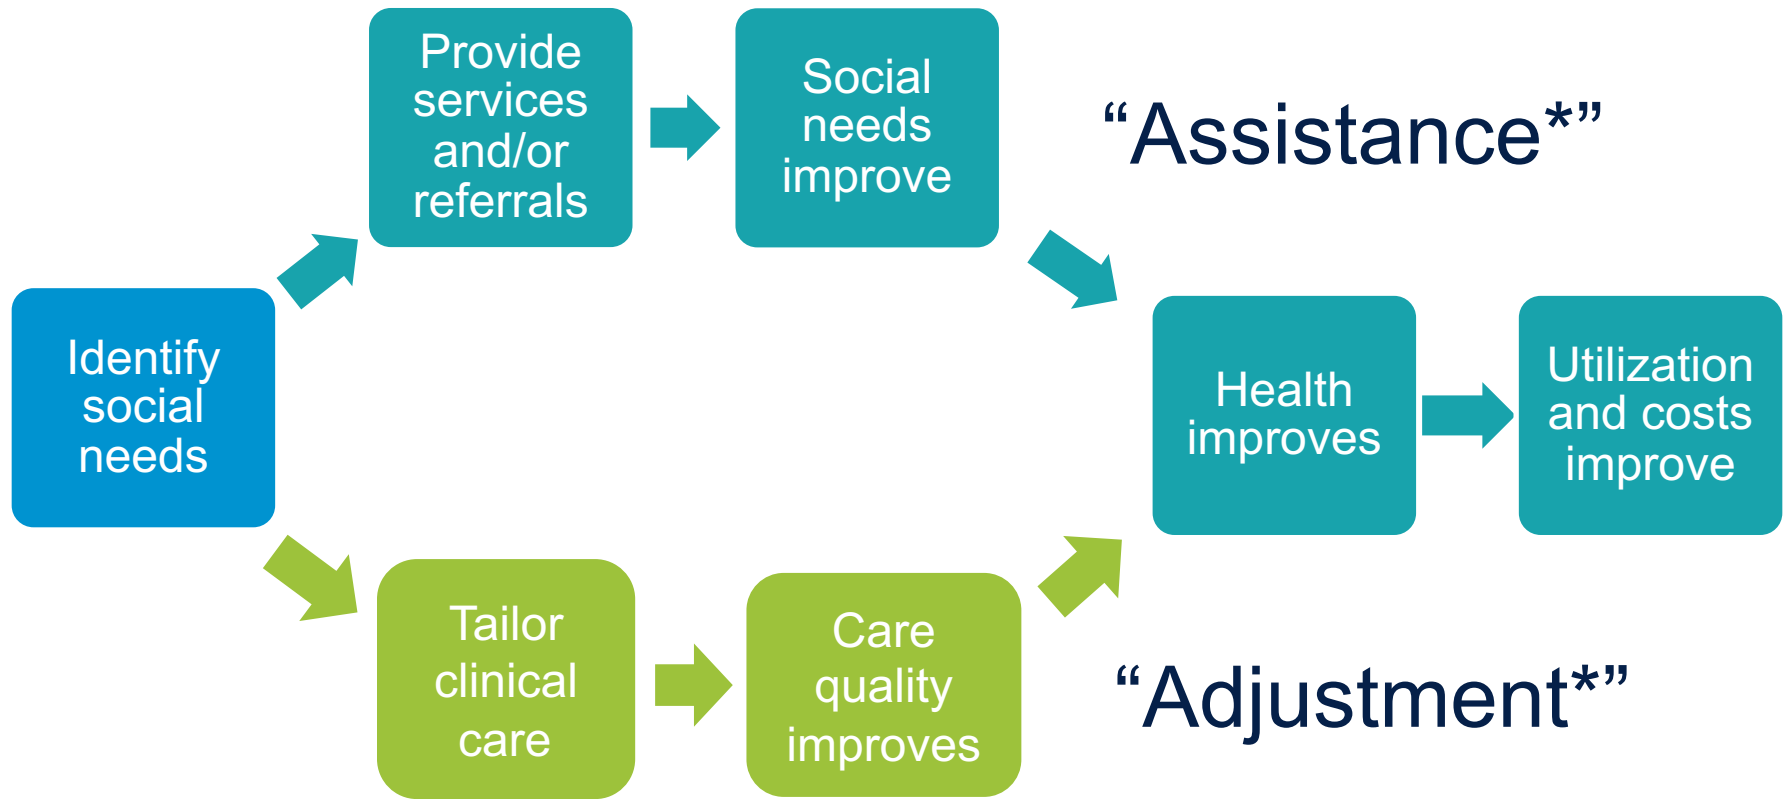 Provide
services
and/or
referrals
Social
needs
improve
“Assistance*”
Identify
social
needs
Health
improves
Utilization
and costs
improve
Tailor
clinical
care
Care
quality
improves
“Adjustment*”